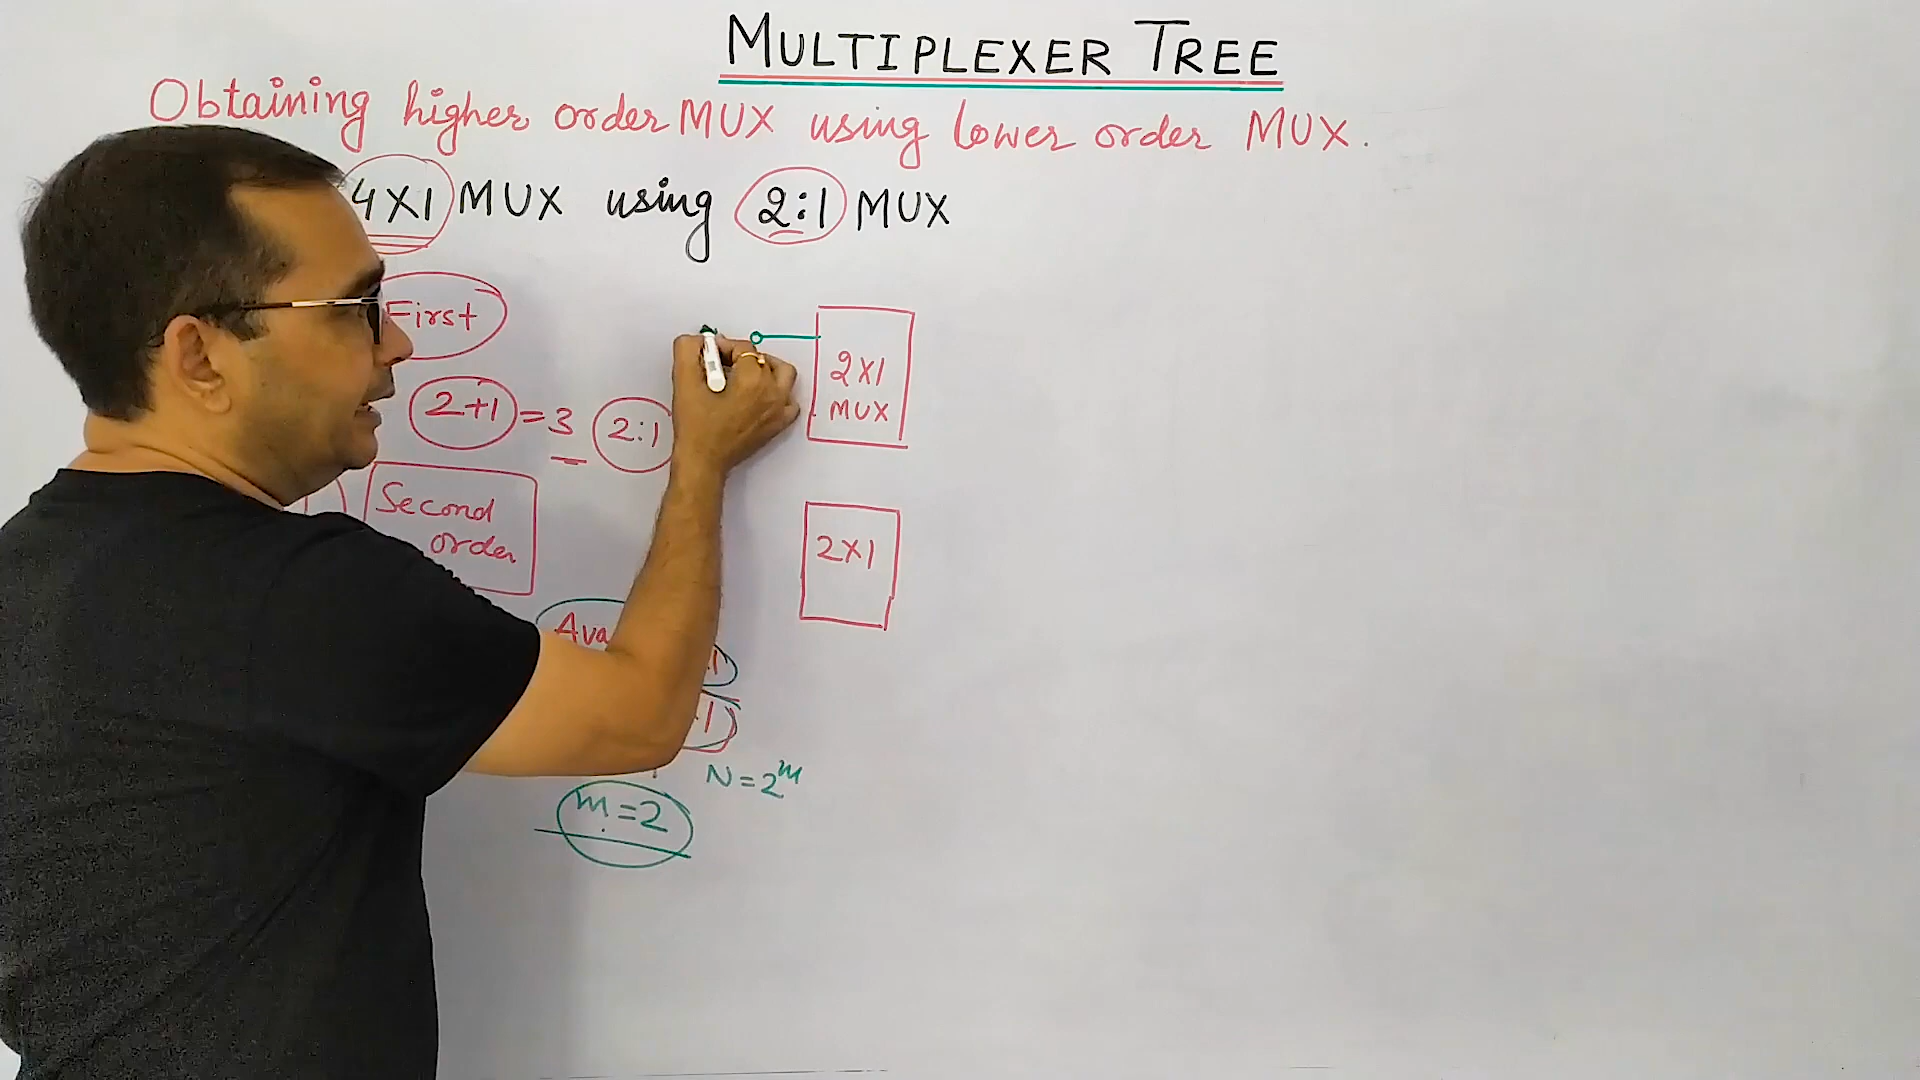 MULTIPLEXER TREE
Obtaining higher order MUX using lower order MUX.
4X1 MUX using 2:1 MUX
First
2X1
MUX
2+1 = 3 2:1
Second
order
2X1
N = 2^m
m = 2